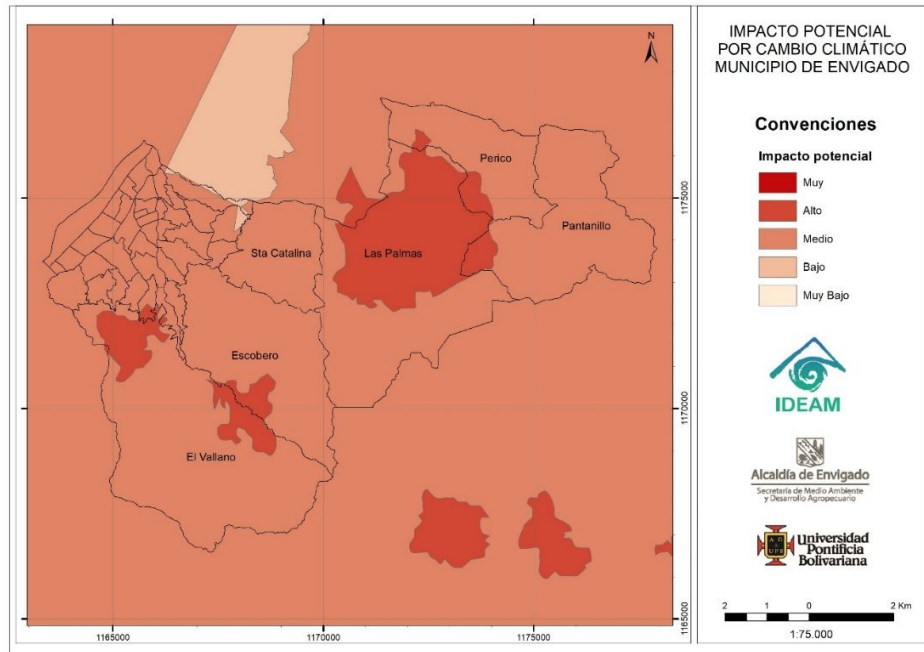 IMPACTO POTENCIAL
POR CAMBIO CLIMÁTICO
MUNICIPIO DE ENVIGADO
Convenciones
Impacto potencial
Muy
Alto
Medio
Bajo
Muy Bajo
IDEAM
Alcaldía de Envigado
Secretaría de Medio Ambiente
y Desarrollo Agropecuario
Universidad
Pontificia
Bolivariana
2 1 0 2 Km
1:75.000
N
Perico
Pantanillo
Sta Catalina
Las Palmas
Escobero
El Vallano
1175000
1170000
1165000
1165000
1170000
1175000